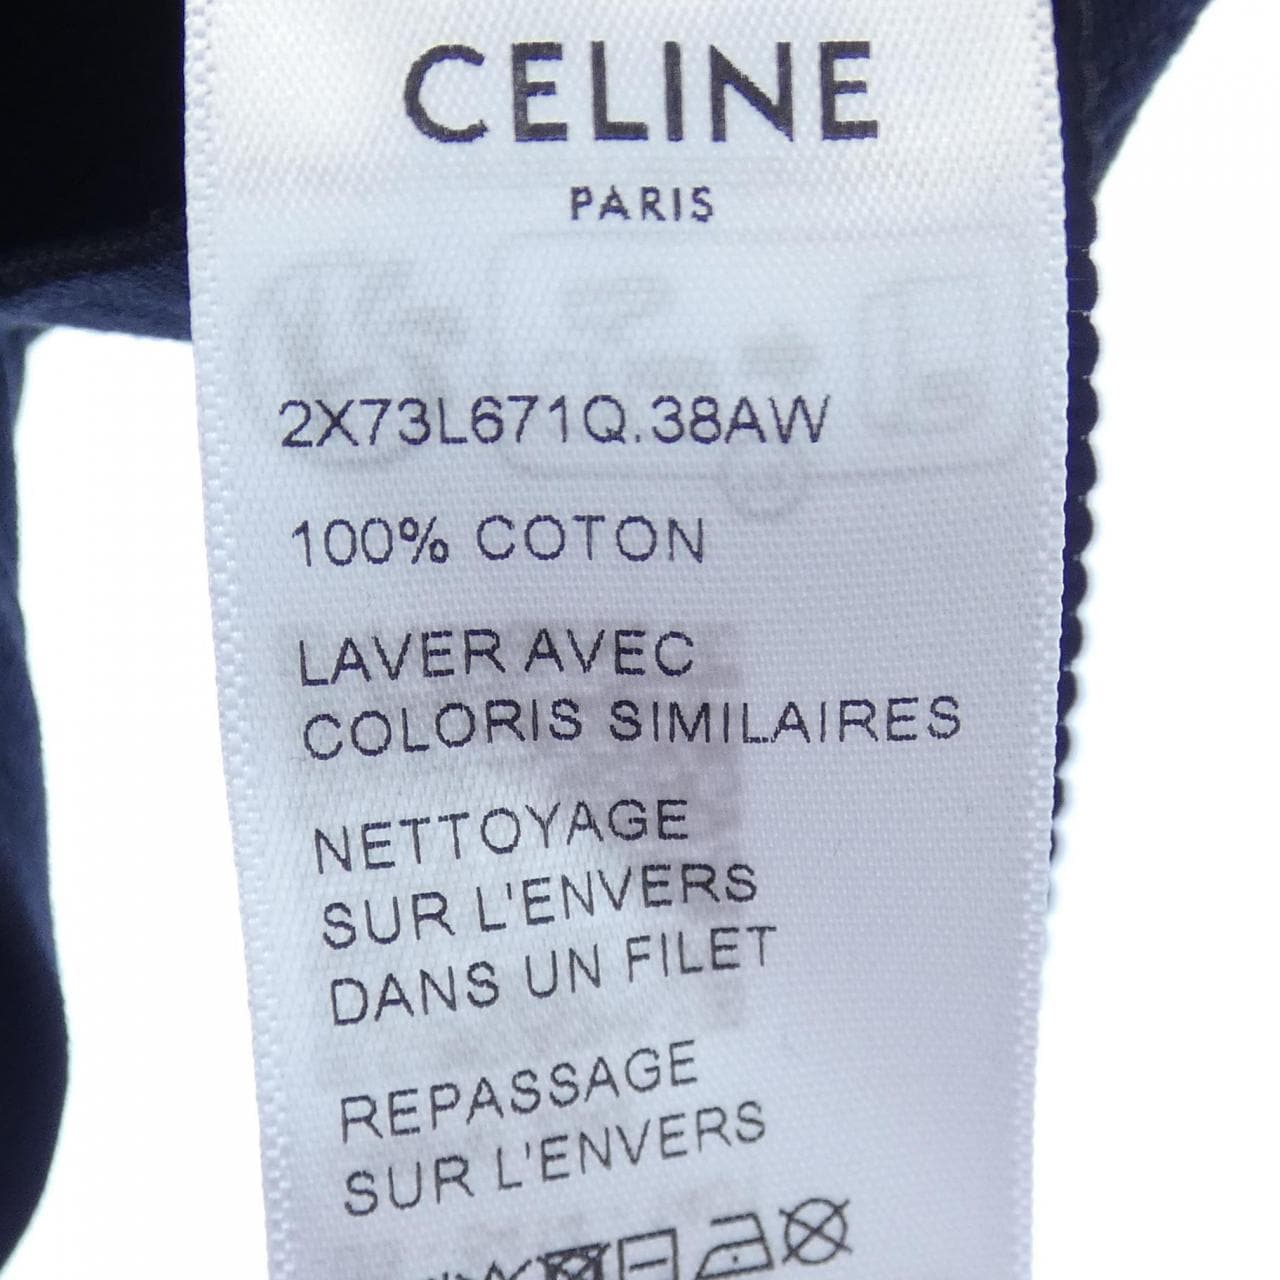 CELINE
PARIS
2X73L671Q.38AW
100% COTON
LAVER AVEC
COLORIS SIMILAIRES
NETTOYAGE
SUR L'ENVERS
DANS UN FILET
REPASSAGE
SUR L'ENVERS